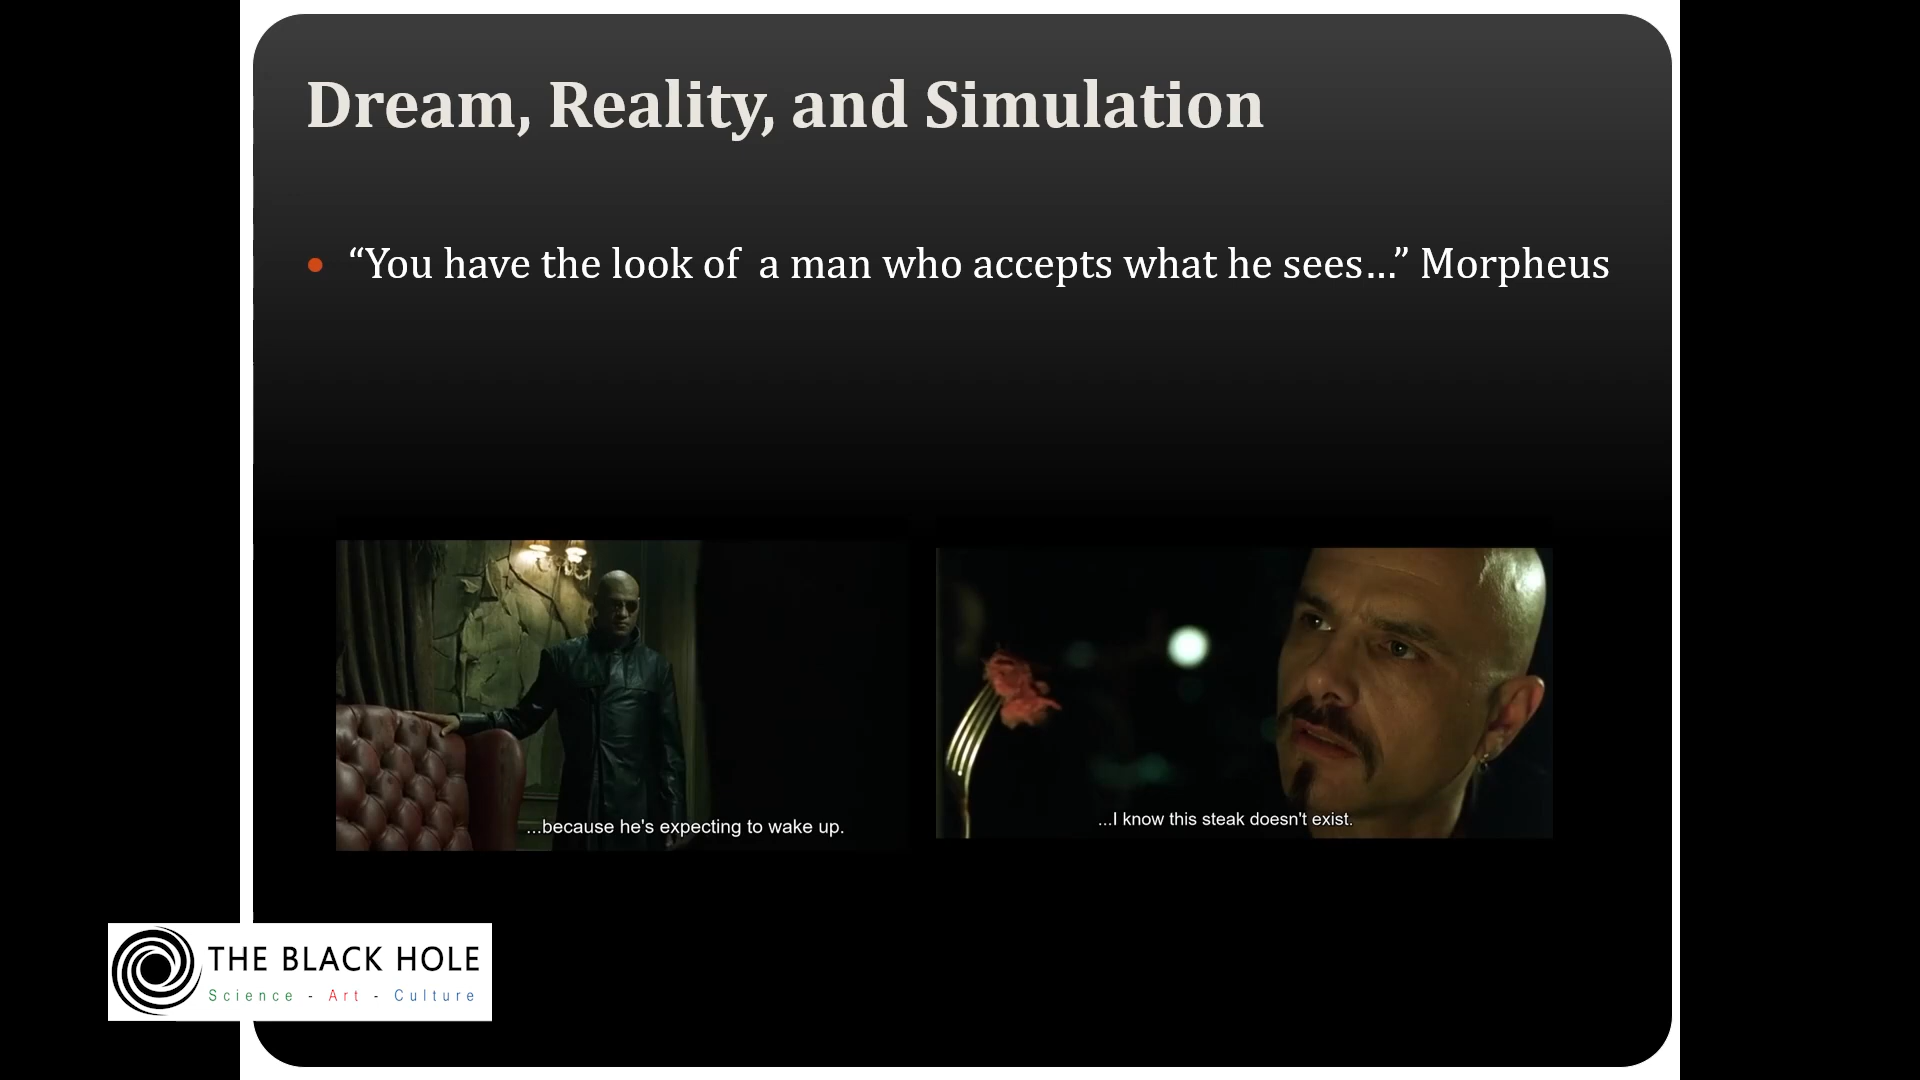 Dream, Reality, and Simulation
“You have the look of a man who accepts what he sees…” Morpheus
...because he's expecting to wake up.
...I know this steak doesn't exist.
THE BLACK HOLE
Science - Art - Culture